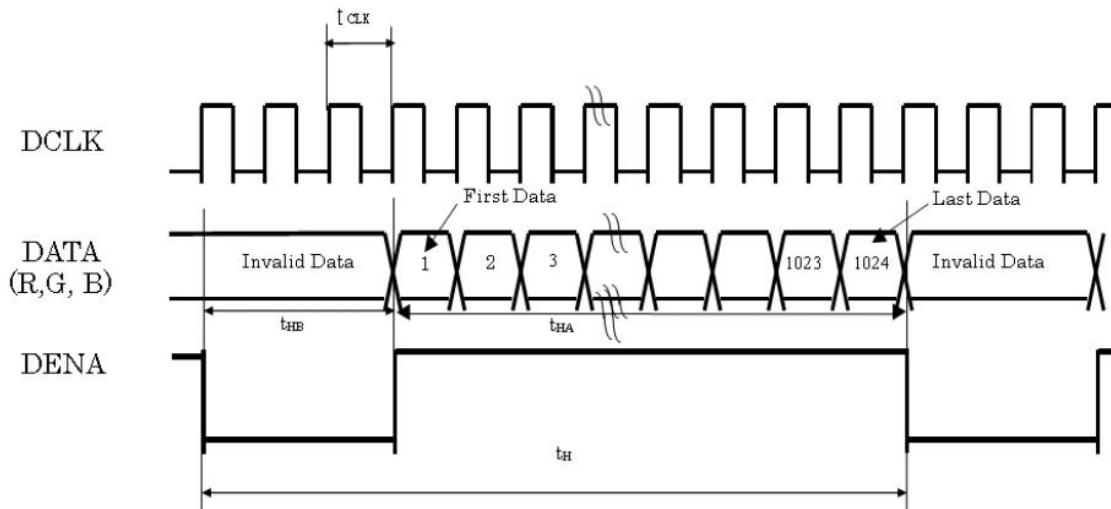 tCLK
DCLK
First Data
Last Data
DATA
(R,G, B)
Invalid Data
1
2
3
1023
1024
Invalid Data
tHB
tHA
DENA
tH